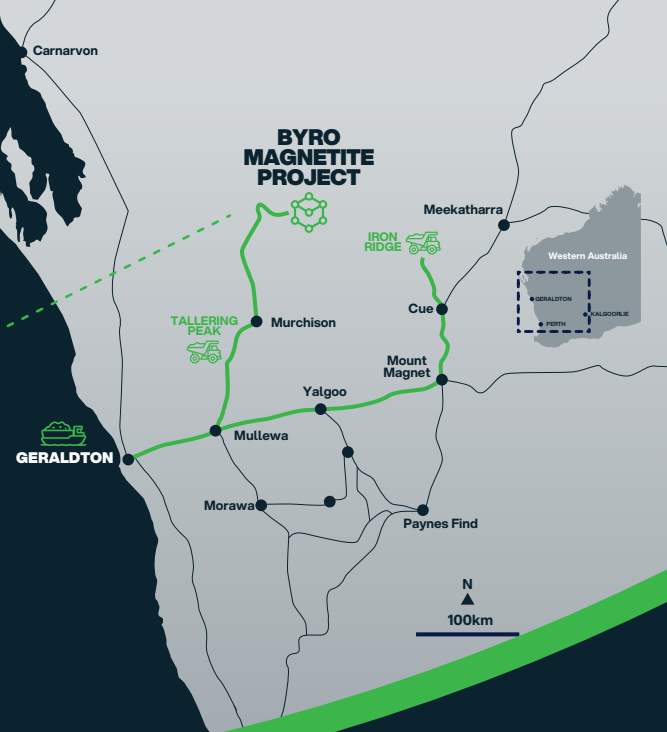 Carnarvon
BYRO
MAGNETITE
PROJECT
Meekatharra
IRON
RIDGE
Western Australia
GERALDTON
KALGOORLIE
PERTH
Cue
TALLERING
PEAK
Murchison
Mount
Magnet
Yalgoo
Mullewa
GERALDTON
Morawa
Paynes Find
N
100km